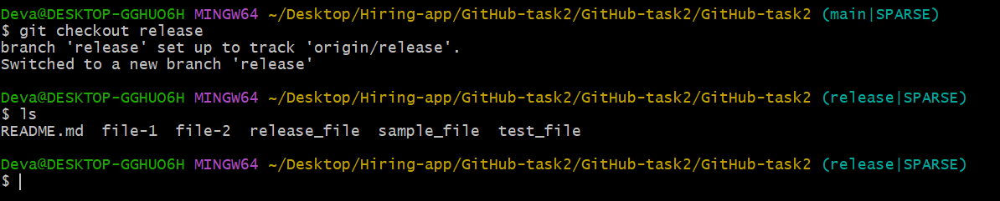 Deva@DESKTOP-GGHUO6H MINGW64 ~/Desktop/Hiring-app/GitHub-task2/GitHub-task2/GitHub-task2 (main|SPARSE)
$ git checkout release
branch 'release' set up to track 'origin/release'.
Switched to a new branch 'release'
Deva@DESKTOP-GGHUO6H MINGW64 ~/Desktop/Hiring-app/GitHub-task2/GitHub-task2/GitHub-task2 (release|SPARSE)
$ ls
README.md  file-1  file-2  release_file  sample_file  test_file
Deva@DESKTOP-GGHUO6H MINGW64 ~/Desktop/Hiring-app/GitHub-task2/GitHub-task2/GitHub-task2 (release|SPARSE)
$